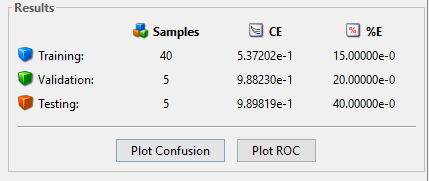 Results
Samples CE %E
Training: 40 5.37202e-1 15.00000e-0
Validation: 5 9.88230e-1 20.00000e-0
Testing: 5 9.89819e-1 40.00000e-0
Plot Confusion Plot ROC